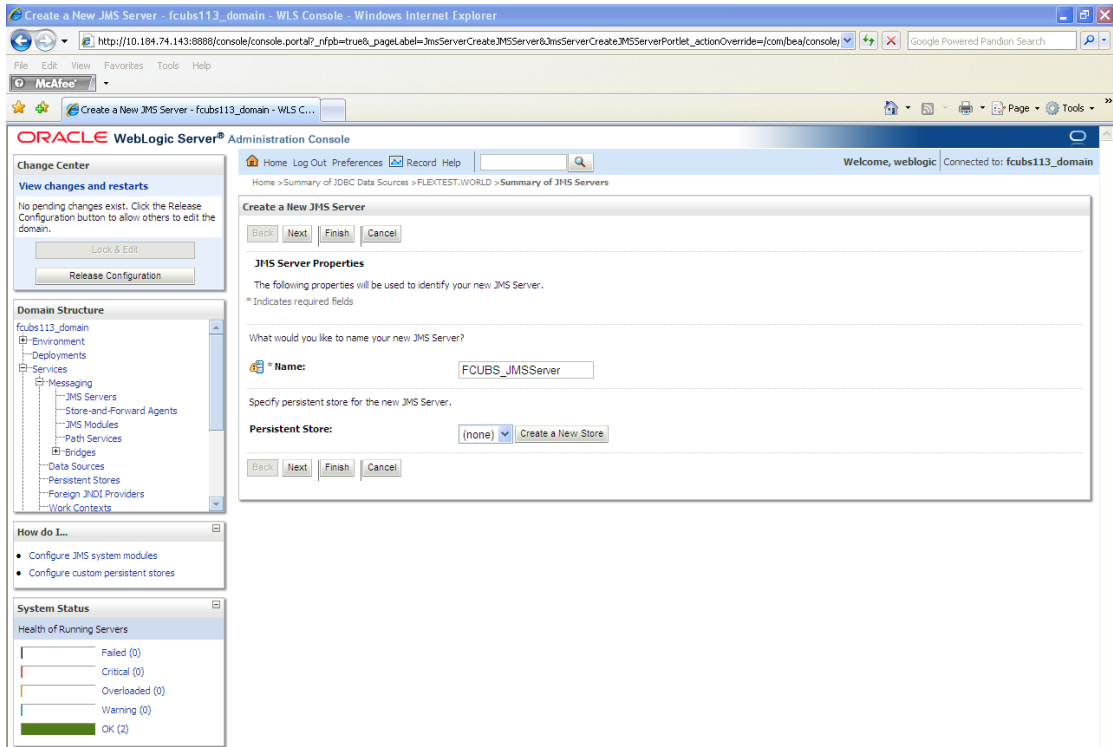 Create a New JMS Server - fcubs113_domain - WLS Console - Windows Internet Explorer
http://10.184.74.143:8888/console/console.portal?_nfpb=true&_pageLabel=JmsServerCreateJMSServer&JmsServerCreateJMSServerPortlet_actionOverride=/com/bea/console/
Google Powered Pandion Search
File Edit View Favorites Tools Help
McAfee
Create a New JMS Server - fcubs113_domain - WLS C...
Page Tools
ORACLE WebLogic Server® Administration Console
Change Center
View changes and restarts
No pending changes exist. Click the Release
Configuration button to allow others to edit the
domain.
Lock & Edit
Release Configuration
Domain Structure
fcubs113_domain
Environment
Deployments
Services
Messaging
JMS Servers
Store-and-Forward Agents
JMS Modules
Path Services
Bridges
Data Sources
Persistent Stores
Foreign JNDI Providers
Work Contexts
How do I...
Configure JMS system modules
Configure custom persistent stores
System Status
Health of Running Servers
Failed (0)
Critical (0)
Overloaded (0)
Warning (0)
OK (2)
Home Log Out Preferences Record Help
Welcome, weblogic Connected to: fcubs113_domain
Home >Summary of JDBC Data Sources >FLEXTEST.WORLD >Summary of JMS Servers
Create a New JMS Server
Back Next Finish Cancel
JMS Server Properties
The following properties will be used to identify your new JMS Server.
* Indicates required fields
What would you like to name your new JMS Server?
* Name: FCUBS_JMSServer
Specify persistent store for the new JMS Server.
Persistent Store: (none) Create a New Store
Back Next Finish Cancel